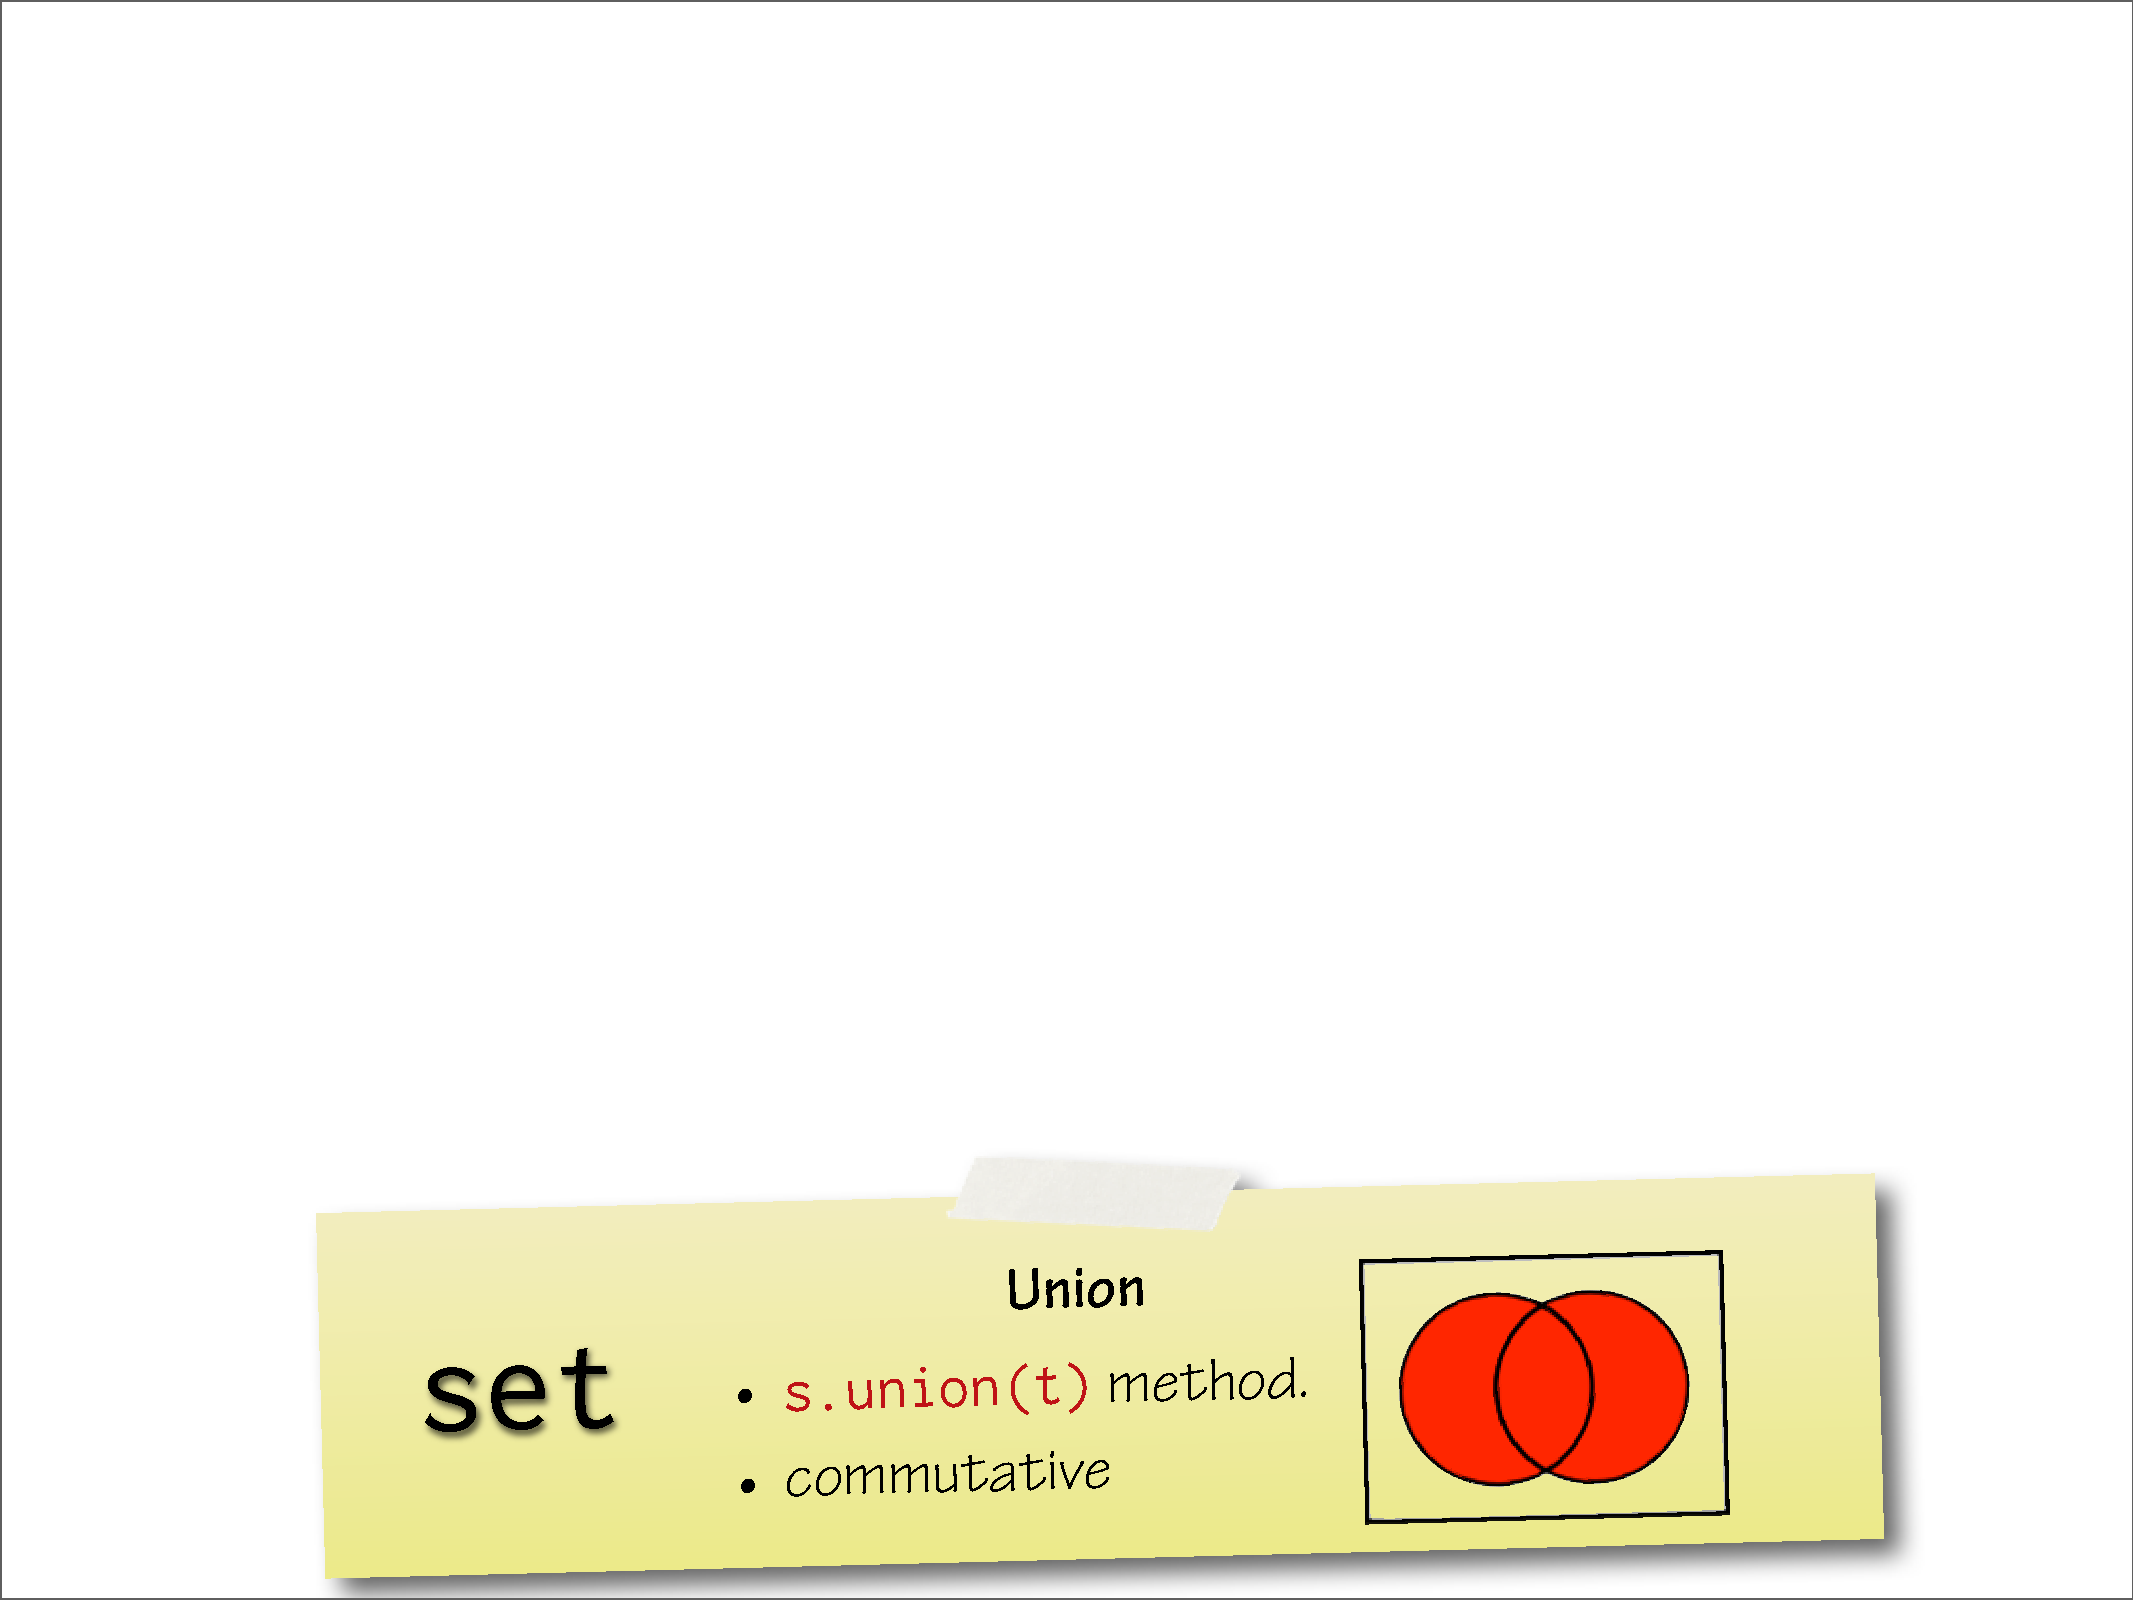 Union
set
• s.union(t) method.
• commutative